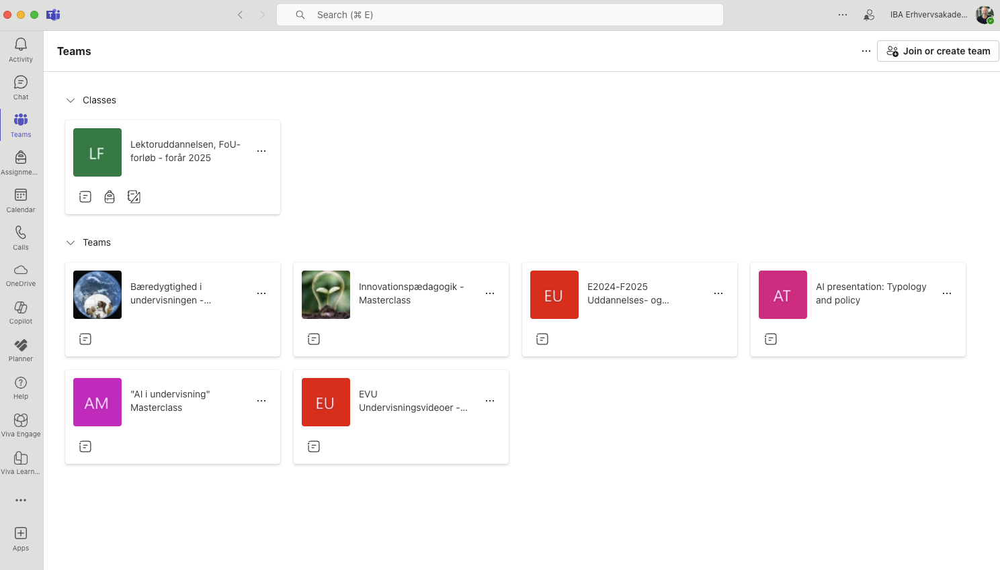 Search (⌘ E)
IBA Erhvervsakade...
Activity
Chat
Teams
Assignme...
Calendar
Calls
OneDrive
Copilot
Planner
Help
Viva Engage
Viva Learn...
Apps
Teams
Join or create team
Classes
LF
Lektoruddannelsen, FoU-
forløb - forår 2025
Teams
Bæredygtighed i
undervisningen -...
Innovationspædagogik -
Masterclass
EU
E2024-F2025
Uddannelses- og...
AT
AI presentation: Typology
and policy
AM
"AI i undervisning"
Masterclass
EU
EVU
Undervisningsvideoer -...